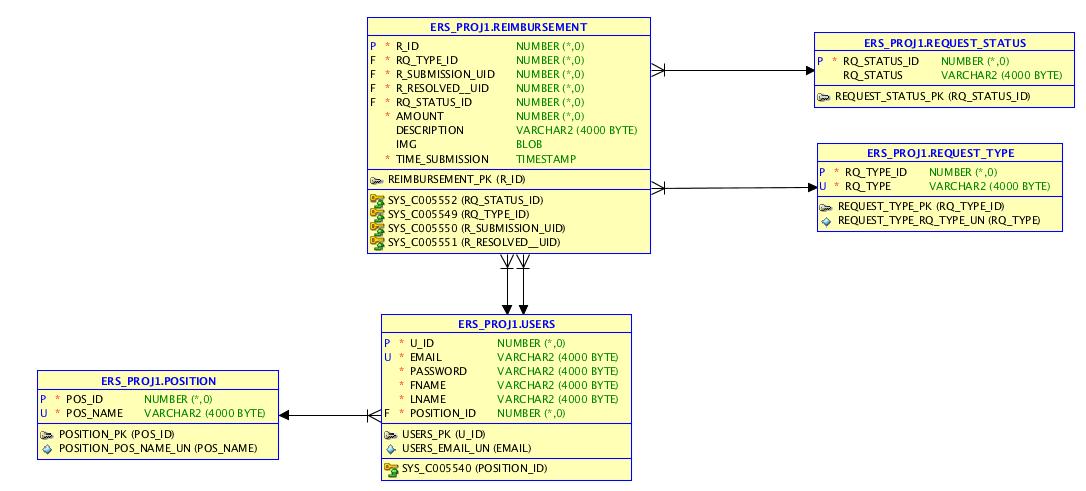 ERS_PROJ1.REIMBURSEMENT
P * R_ID NUMBER (*,0)
F * RQ_TYPE_ID NUMBER (*,0)
F * R_SUBMISSION_UID NUMBER (*,0)
F * R_RESOLVED__UID NUMBER (*,0)
F * RQ_STATUS_ID NUMBER (*,0)
* AMOUNT NUMBER (*,0)
DESCRIPTION VARCHAR2 (4000 BYTE)
IMG BLOB
* TIME_SUBMISSION TIMESTAMP
REIMBURSEMENT_PK (R_ID)
SYS_C005552 (RQ_STATUS_ID)
SYS_C005549 (RQ_TYPE_ID)
SYS_C005550 (R_SUBMISSION_UID)
SYS_C005551 (R_RESOLVED__UID)
ERS_PROJ1.REQUEST_STATUS
P * RQ_STATUS_ID NUMBER (*,0)
RQ_STATUS VARCHAR2 (4000 BYTE)
REQUEST_STATUS_PK (RQ_STATUS_ID)
ERS_PROJ1.REQUEST_TYPE
P * RQ_TYPE_ID NUMBER (*,0)
U * RQ_TYPE VARCHAR2 (4000 BYTE)
REQUEST_TYPE_PK (RQ_TYPE_ID)
REQUEST_TYPE_RQ_TYPE_UN (RQ_TYPE)
ERS_PROJ1.USERS
P * U_ID NUMBER (*,0)
U * EMAIL VARCHAR2 (4000 BYTE)
* PASSWORD VARCHAR2 (4000 BYTE)
* FNAME VARCHAR2 (4000 BYTE)
* LNAME VARCHAR2 (4000 BYTE)
F * POSITION_ID NUMBER (*,0)
USERS_PK (U_ID)
USERS_EMAIL_UN (EMAIL)
SYS_C005540 (POSITION_ID)
ERS_PROJ1.POSITION
P * POS_ID NUMBER (*,0)
U * POS_NAME VARCHAR2 (4000 BYTE)
POSITION_PK (POS_ID)
POSITION_POS_NAME_UN (POS_NAME)